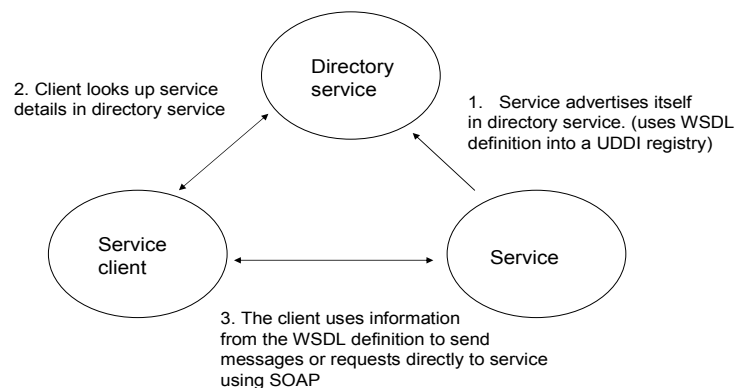 Directory
service
2. Client looks up service
details in directory service
1. Service advertises itself
in directory service. (uses WSDL
definition into a UDDI registry)
Service
client
Service
3. The client uses information
from the WSDL definition to send
messages or requests directly to service
using SOAP